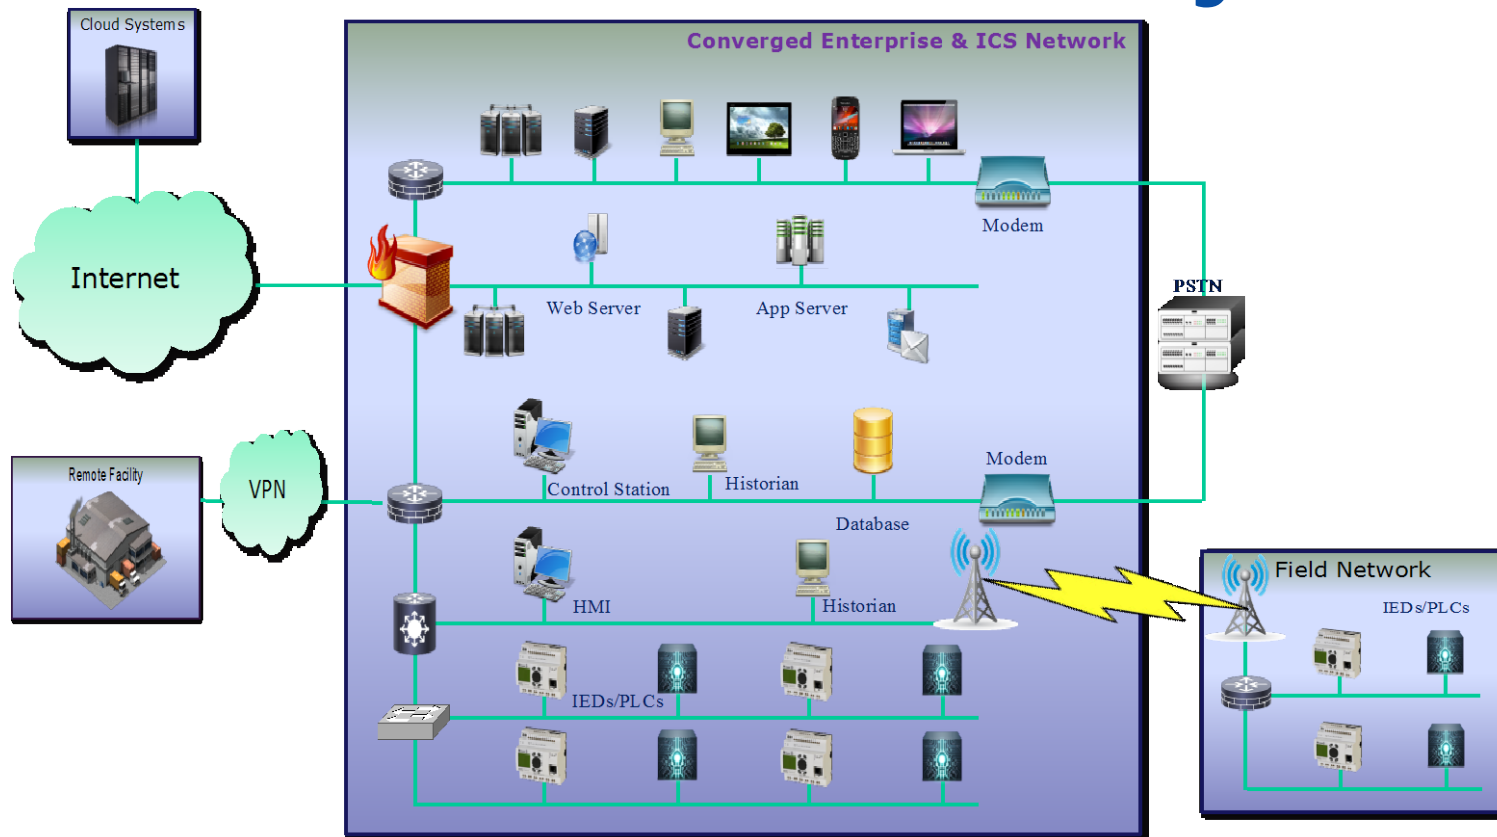 Cloud Systems
Converged Enterprise & ICS Network
Modem
Internet
PSTN
Web Server
App Server
Remote Facility
VPN
Control Station
Historian
Modem
Database
HMI
Historian
Field Network
IEDs/PLCs
IEDs/PLCs